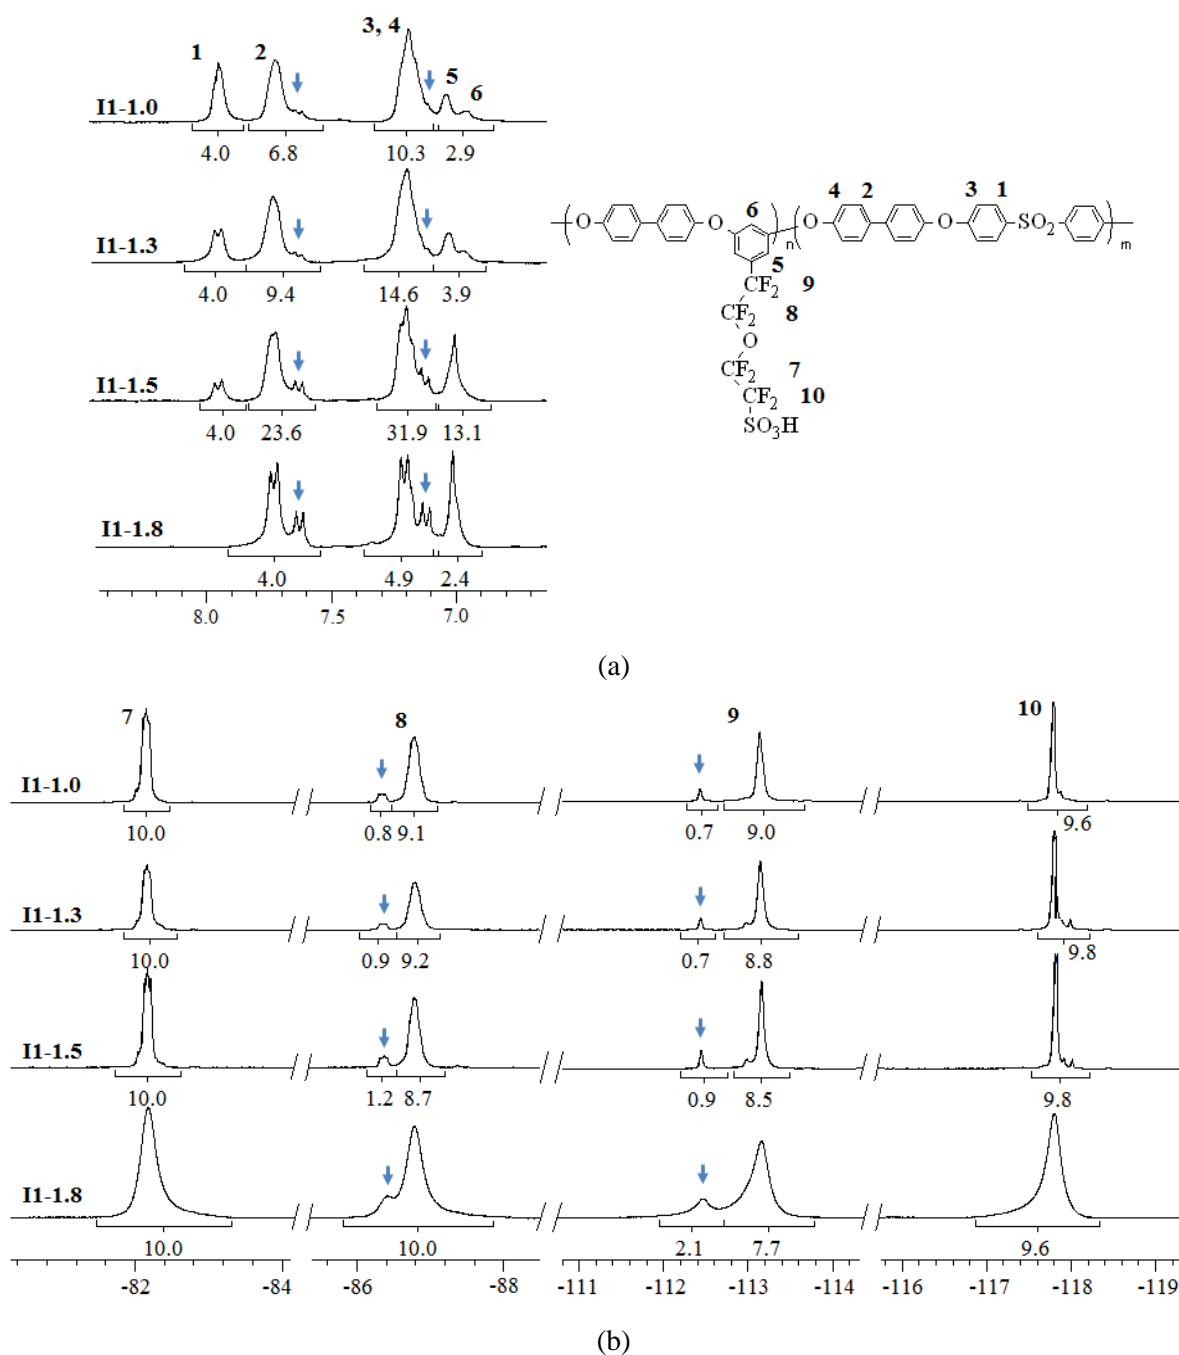 1 2 3, 4 5 6
I1-1.0
4.0 6.8 10.3 2.9
I1-1.3
4.0 9.4 14.6 3.9
I1-1.5
4.0 23.6 31.9 13.1
I1-1.8
4.0 4.9 2.4
8.0 7.5 7.0
4 2 3 1
O O 6 n O O SO2 m
5
CF2 9
CF2 8
O
CF2 7
CF2 10
SO3H
(a)
7 8 9 10
I1-1.0
10.0 0.8 9.1 0.7 9.0 9.6
I1-1.3
10.0 0.9 9.2 0.7 8.8 9.8
I1-1.5
10.0 1.2 8.7 0.9 8.5 9.8
I1-1.8
10.0 10.0 2.1 7.7 9.6
-82 -84 -86 -88 -111 -112 -113 -114 -116 -117 -118 -119
(b)